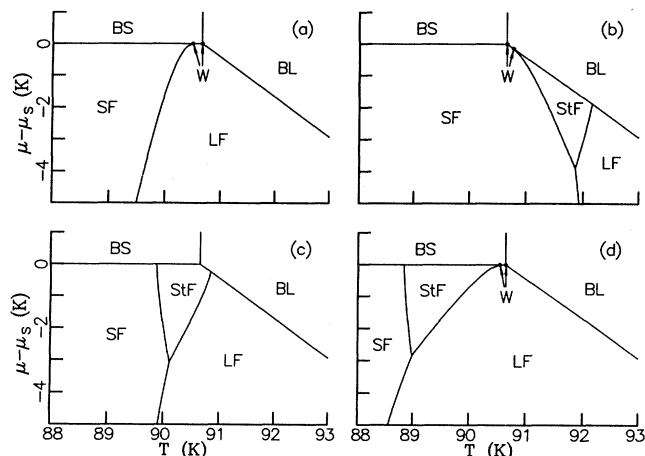 BS (a)
0
BL
W
μ-μs (K)
-2
SF
LF
-4
BS (b)
BL
W
StF
SF
LF
BS (c)
0
StF
BL
μ-μs (K)
SF
-2
LF
-4
88 89 90 91 92 93
T (K)
BS (d)
StF
W
BL
SF
LF
88 89 90 91 92 93
T (K)